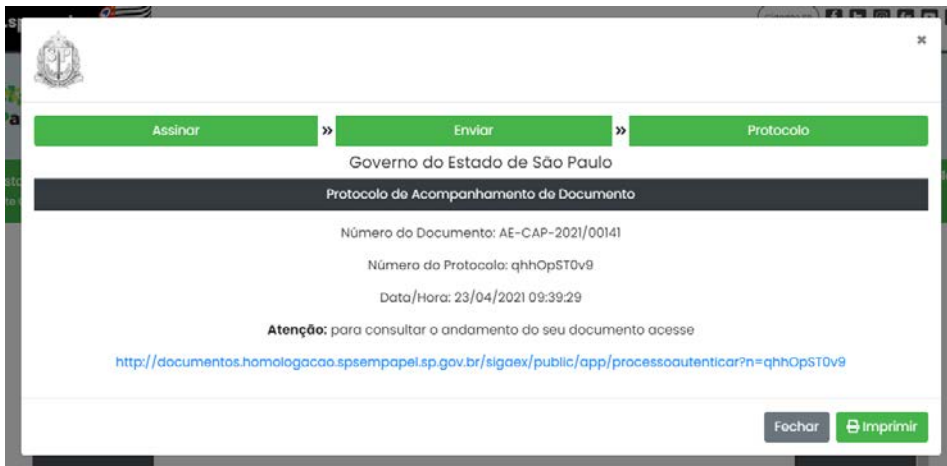 ×
Assinar » Enviar » Protocolo
Governo do Estado de São Paulo
Protocolo de Acompanhamento de Documento
Número do Documento: AE-CAP-2021/00141
Número do Protocolo: qhhOpST0v9
Data/Hora: 23/04/2021 09:39:29
Atenção: para consultar o andamento do seu documento acesse
http://documentos.homologacao.spsempapel.sp.gov.br/sigaex/public/app/processoautenticar?n=qhhOpST0v9
Fechar Imprimir